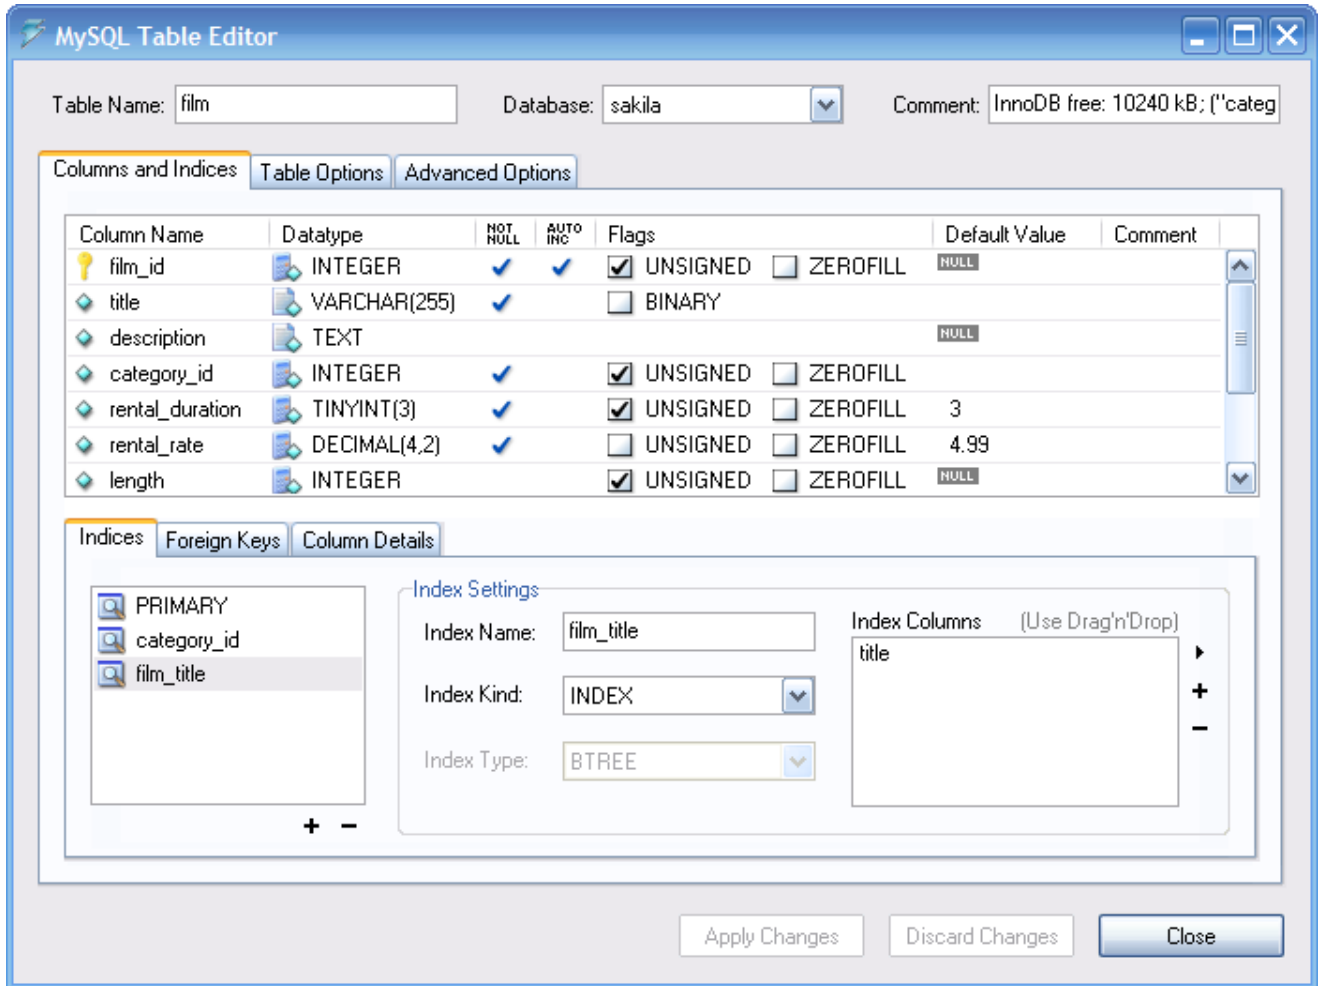 MySQL Table Editor
Table Name: film Database: sakila Comment: InnoDB free: 10240 kB; (''categ
Columns and Indices Table Options Advanced Options
Column Name Datatype NOT NULL AUTO INC Flags Default Value Comment
film_id INTEGER UNSIGNED ZEROFILL NULL
title VARCHAR(255) BINARY
description TEXT NULL
category_id INTEGER UNSIGNED ZEROFILL
rental_duration TINYINT(3) UNSIGNED ZEROFILL 3
rental_rate DECIMAL(4,2) UNSIGNED ZEROFILL 4.99
length INTEGER UNSIGNED ZEROFILL NULL
Indices Foreign Keys Column Details
PRIMARY
category_id
film_title
Index Settings
Index Name: film_title
Index Kind: INDEX
Index Type: BTREE
Index Columns (Use Drag'n'Drop)
title
Apply Changes Discard Changes Close